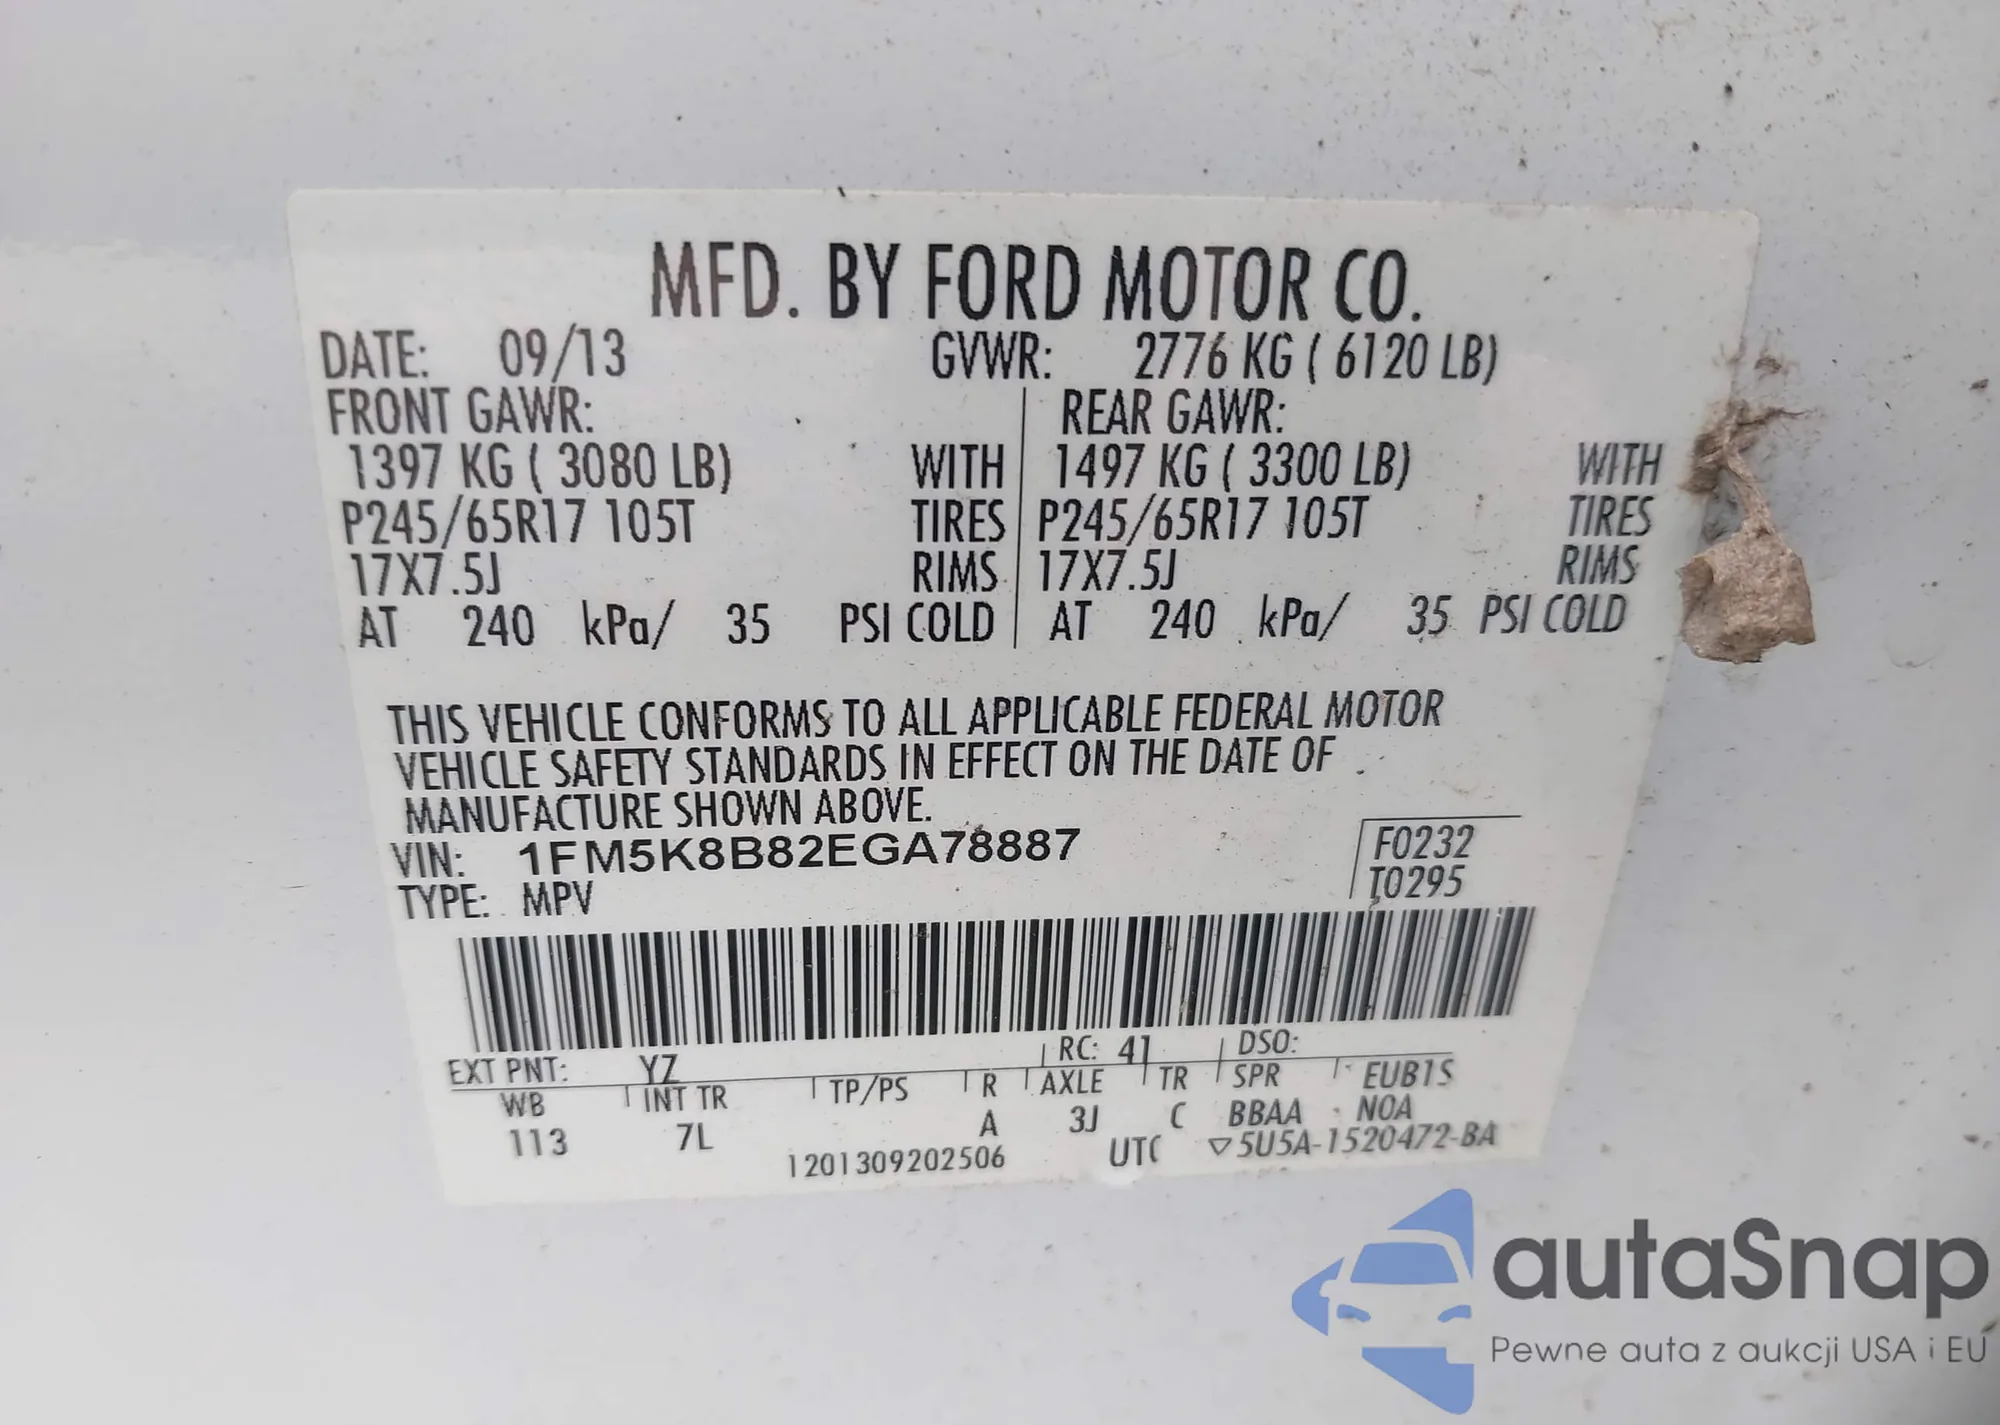 MFD. BY FORD MOTOR CO.
DATE: 09/13 GVWR: 2776 KG ( 6120 LB)
FRONT GAWR: REAR GAWR:
1397 KG ( 3080 LB) WITH 1497 KG ( 3300 LB) WITH
P245/65R17 105T TIRES P245/65R17 105T TIRES
17X7.5J RIMS 17X7.5J RIMS
AT 240 kPa/ 35 PSI COLD AT 240 kPa/ 35 PSI COLD
THIS VEHICLE CONFORMS TO ALL APPLICABLE FEDERAL MOTOR
VEHICLE SAFETY STANDARDS IN EFFECT ON THE DATE OF
MANUFACTURE SHOWN ABOVE.
VIN: 1FM5K8B82EGA78887 F0232
TYPE: MPV T0295
EXT PNT: YZ RC: 41 DSO:
WB INT TR TP/PS R AXLE TR SPR EUB1S
113 7L A 3J C BBAA NOA
1201309202506 UTC ▽5U5A-1520472-BA
autaSnap
Pewne auta z aukcji USA i EU